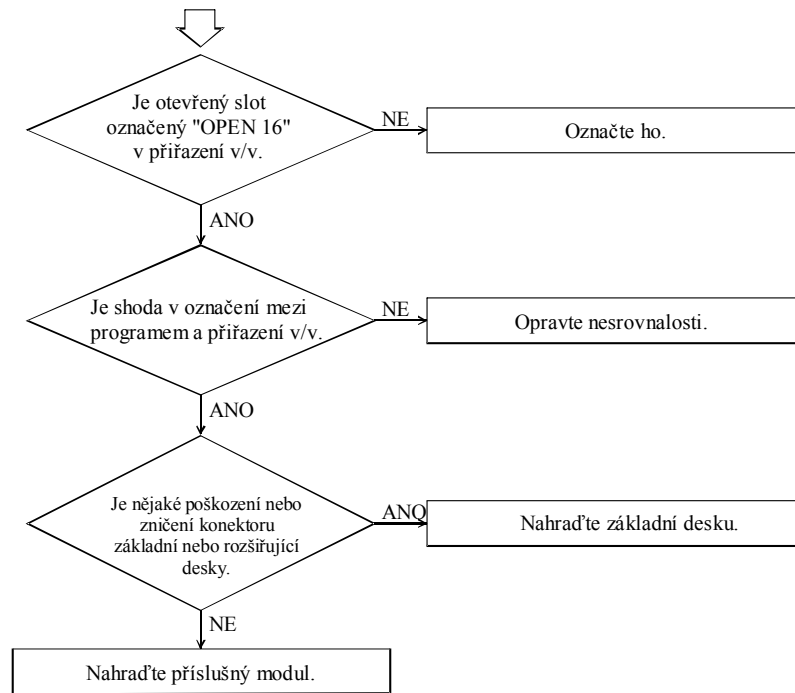 Je otevřený slot
označený "OPEN 16"
v přiřazení v/v.
NE
Označte ho.
ANO
Je shoda v označení mezi
programem a přiřazení v/v.
NE
Opravte nesrovnalosti.
ANO
Je nějaké poškození nebo
zničení konektoru
základní nebo rozšiřující
desky.
ANO
Nahraďte základní desku.
NE
Nahraďte příslušný modul.